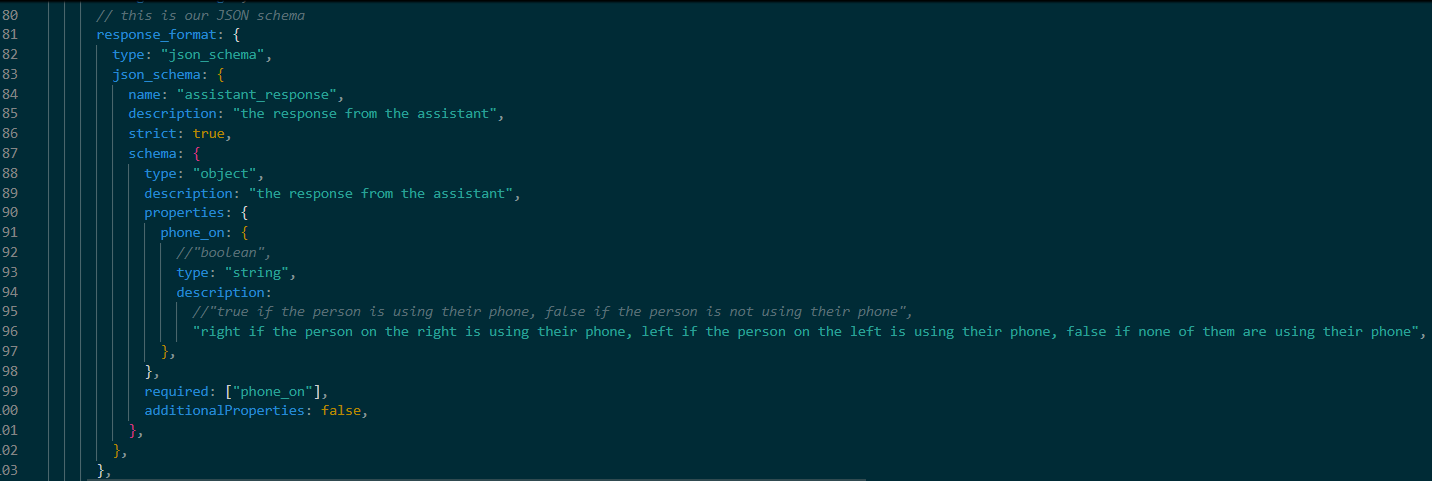 80 // this is our JSON schema
81 response_format: {
82 type: "json_schema",
83 json_schema: {
84 name: "assistant_response",
85 description: "the response from the assistant",
86 strict: true,
87 schema: {
88 type: "object",
89 description: "the response from the assistant",
90 properties: {
91 phone_on: {
92 //"boolean",
93 type: "string",
94 description:
95 //"true if the person is using their phone, false if the person is not using their phone",
96 "right if the person on the right is using their phone, left if the person on the left is using their phone, false if none of them are using their phone",
97 },
98 },
99 required: ["phone_on"],
100 additionalProperties: false,
101 },
102 },
103 },